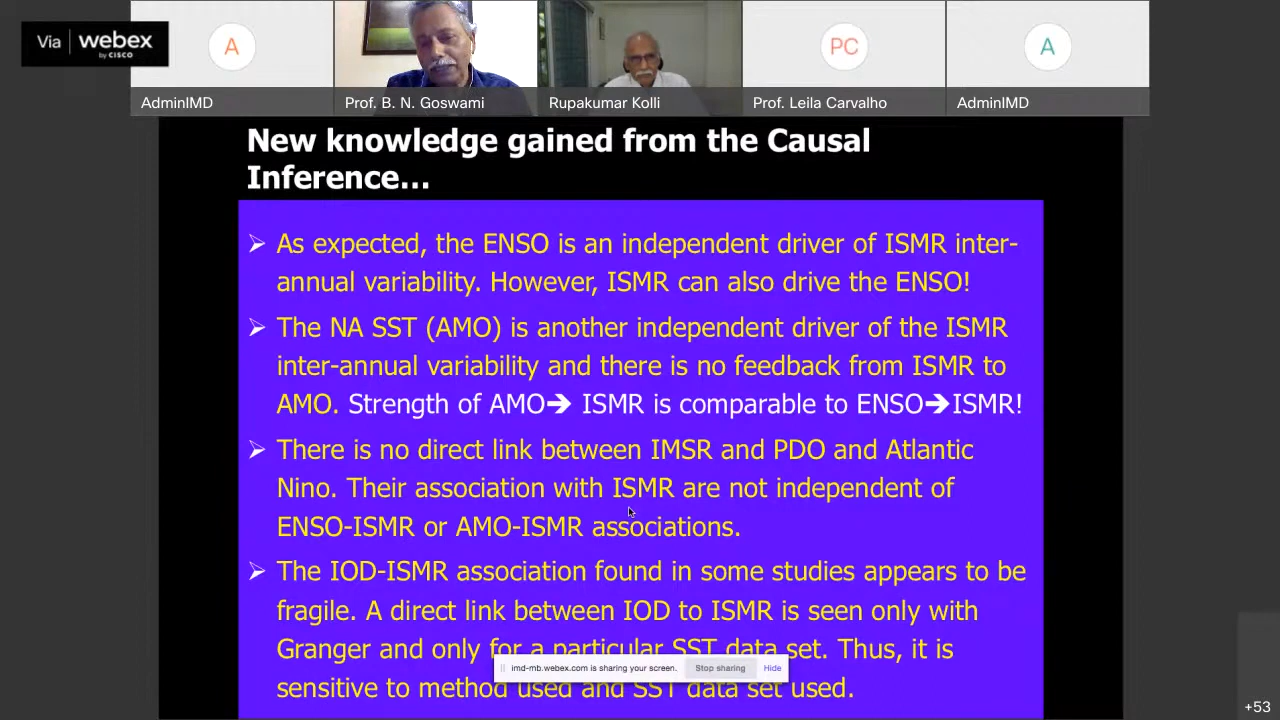 Via webex
by CISCO
A
PC
A
AdminIMD
Prof. B. N. Goswami
Rupakumar Kolli
Prof. Leila Carvalho
AdminIMD
New knowledge gained from the Causal
Inference...
➢ As expected, the ENSO is an independent driver of ISMR inter-
annual variability. However, ISMR can also drive the ENSO!
➢ The NA SST (AMO) is another independent driver of the ISMR
inter-annual variability and there is no feedback from ISMR to
AMO. Strength of AMO➔ ISMR is comparable to ENSO➔ISMR!
➢ There is no direct link between IMSR and PDO and Atlantic
Nino. Their association with ISMR are not independent of
ENSO-ISMR or AMO-ISMR associations.
➢ The IOD-ISMR association found in some studies appears to be
fragile. A direct link between IOD to ISMR is seen only with
Granger and only for a particular SST data set. Thus, it is
imd-mb.webex.com is sharing your screen. Stop sharing Hide
sensitive to method used and SST data set used.
+53